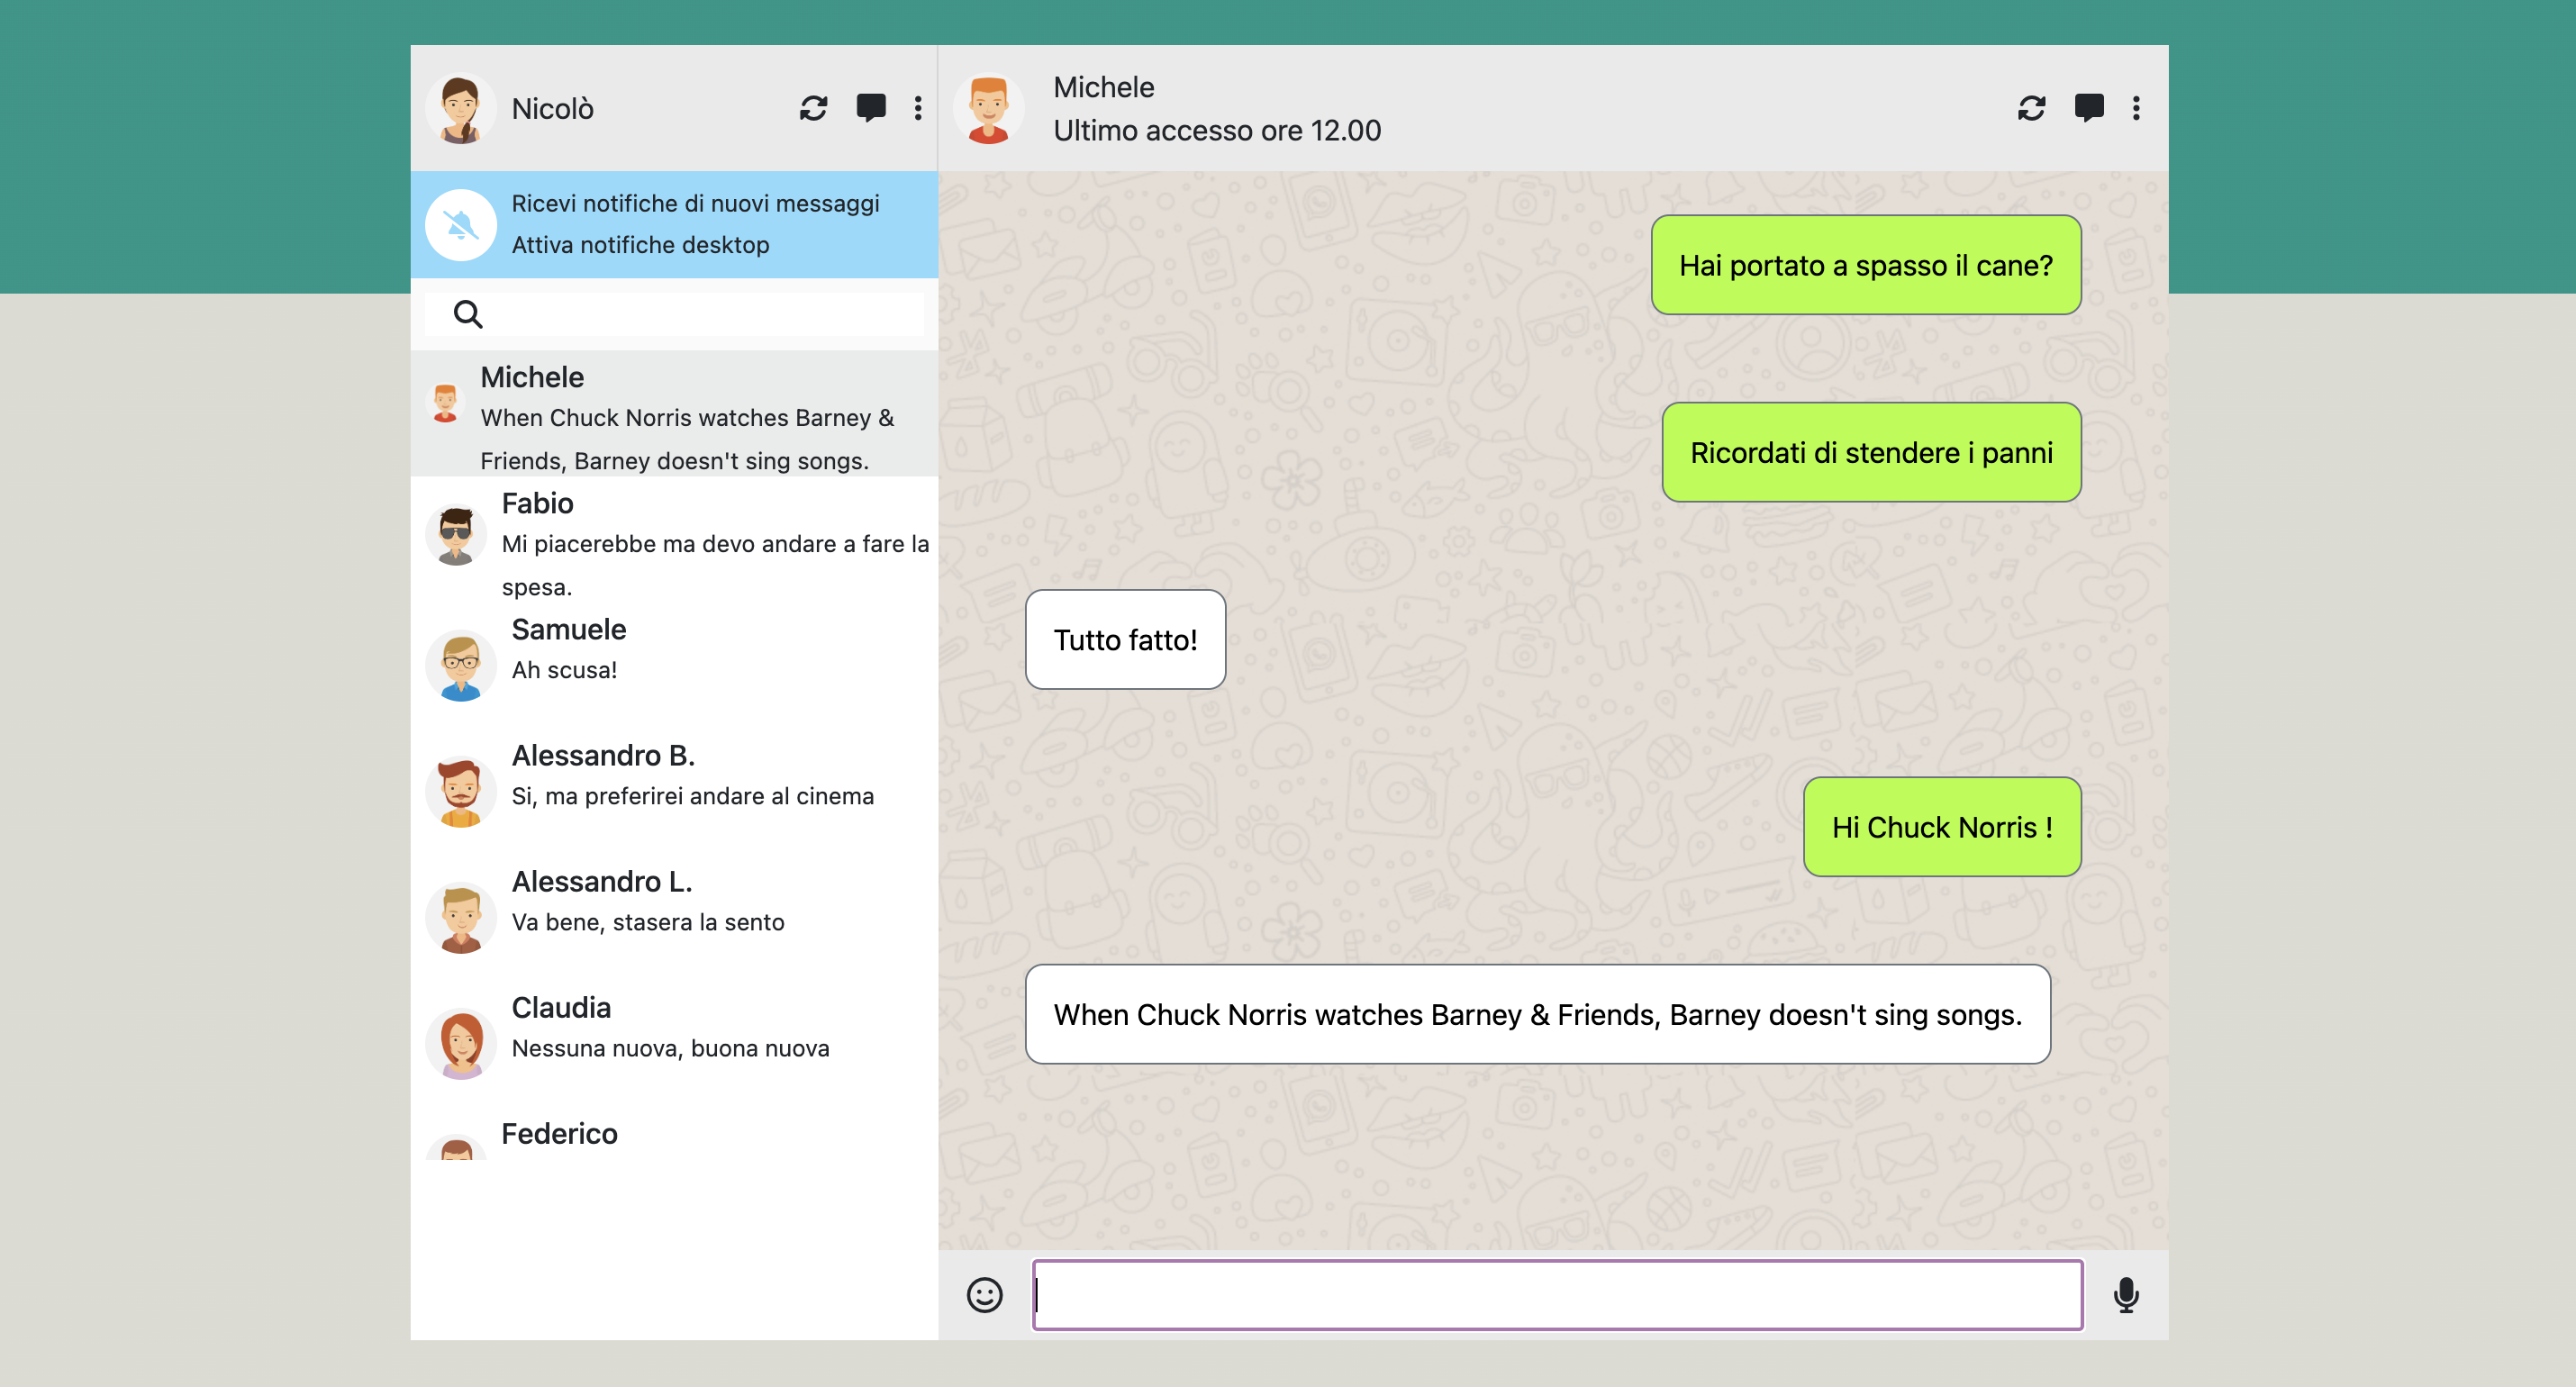 Nicolò
Ricevi notifiche di nuovi messaggi
Attiva notifiche desktop
Michele
When Chuck Norris watches Barney &
Friends, Barney doesn't sing songs.
Fabio
Mi piacerebbe ma devo andare a fare la
spesa.
Samuele
Ah scusa!
Alessandro B.
Si, ma preferirei andare al cinema
Alessandro L.
Va bene, stasera la sento
Claudia
Nessuna nuova, buona nuova
Federico
Michele
Ultimo accesso ore 12.00
Hai portato a spasso il cane?
Ricordati di stendere i panni
Tutto fatto!
Hi Chuck Norris !
When Chuck Norris watches Barney & Friends, Barney doesn't sing songs.